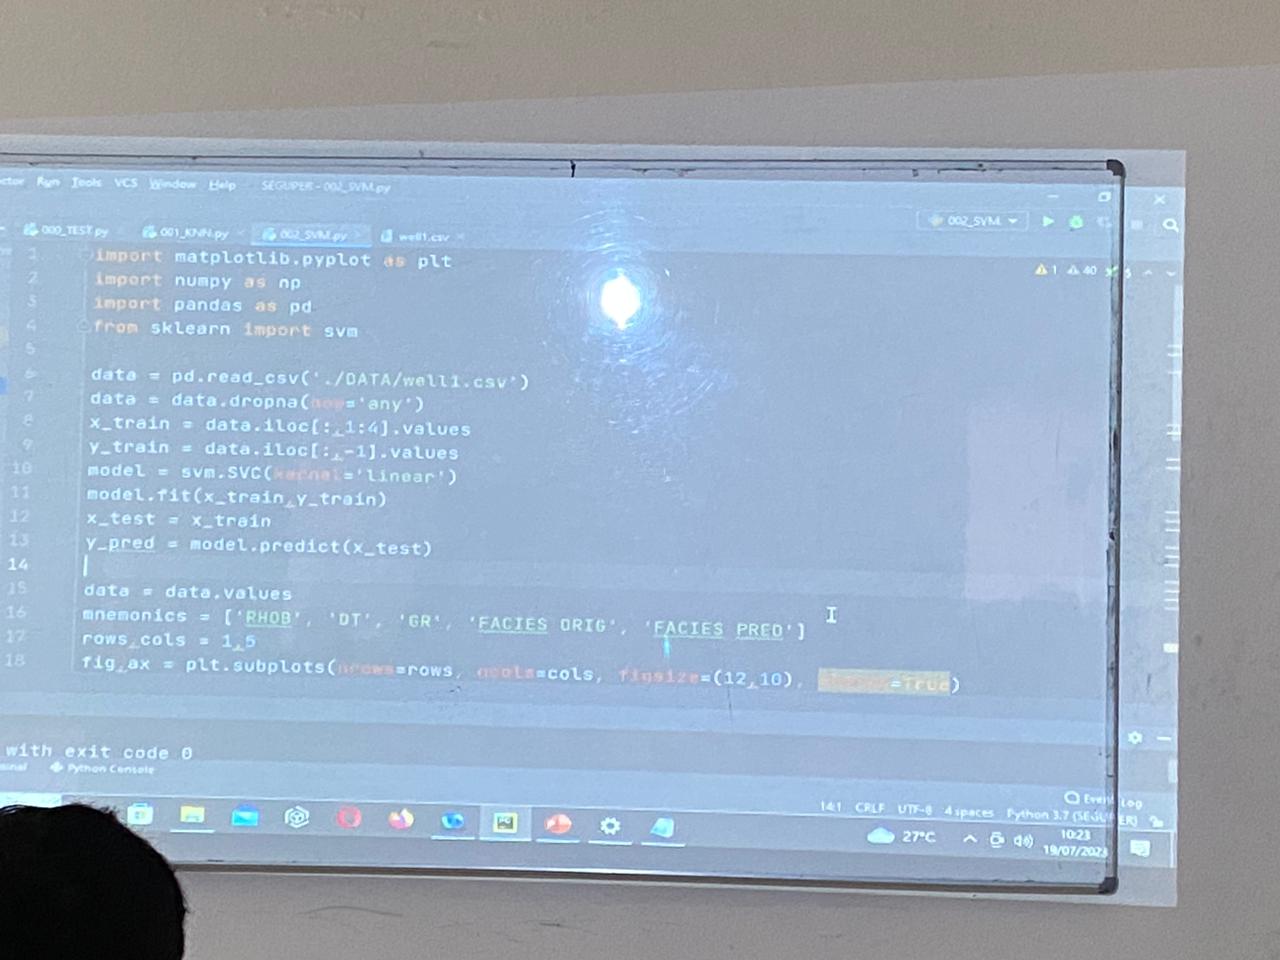 Run Tools VCS Window Help SEGUPER - 002_SVM.py
000_TEST.py 001_KNN.py 002_SVM.py well1.csv 002_SVM
1 import matplotlib.pyplot as plt
2 import numpy as np
3 import pandas as pd
4 from sklearn import svm
5
6 data = pd.read_csv('./DATA/well1.csv')
7 data = data.dropna(how='any')
8 x_train = data.iloc[:,1:4].values
9 y_train = data.iloc[:,-1].values
10 model = svm.SVC(kernel='linear')
11 model.fit(x_train,y_train)
12 x_test = x_train
13 y_pred = model.predict(x_test)
14
15 data = data.values
16 mnemonics = ['RHOB', 'DT', 'GR', 'FACIES ORIG', 'FACIES PRED']
17 rows,cols = 1,5
18 fig,ax = plt.subplots(nrows=rows, ncols=cols, figsize=(12,10), =True)
1 40 5
with exit code 0
Python Console
Event Log
14:1 CRLF UTF-8 4 spaces Python 3.7 (SEGUPER)
27°C
10:23
19/07/2023